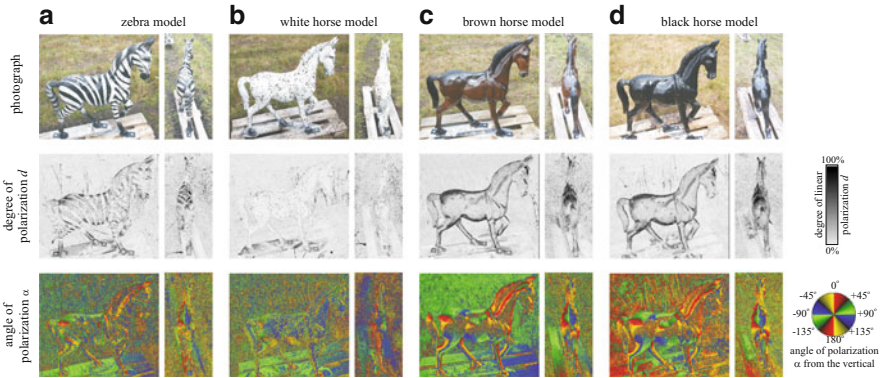 a zebra model
b white horse model
c brown horse model
d black horse model
photograph
degree of
polarization d
angle of
polarization α
100%
degree of linear
polarization d
0%
0°
-45° +45°
-90° +90°
-135° +135°
180°
angle of polarization
α from the vertical